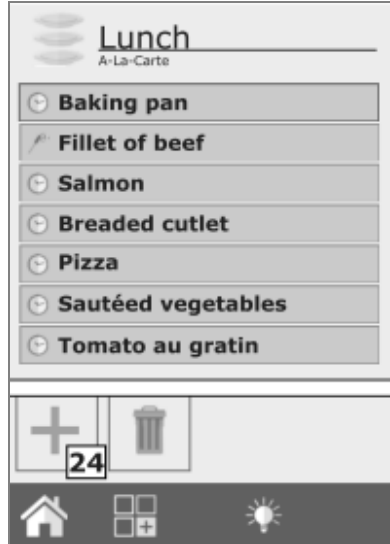 Lunch
A-La-Carte
Baking pan
Fillet of beef
Salmon
Breaded cutlet
Pizza
Sautéed vegetables
Tomato au gratin
24